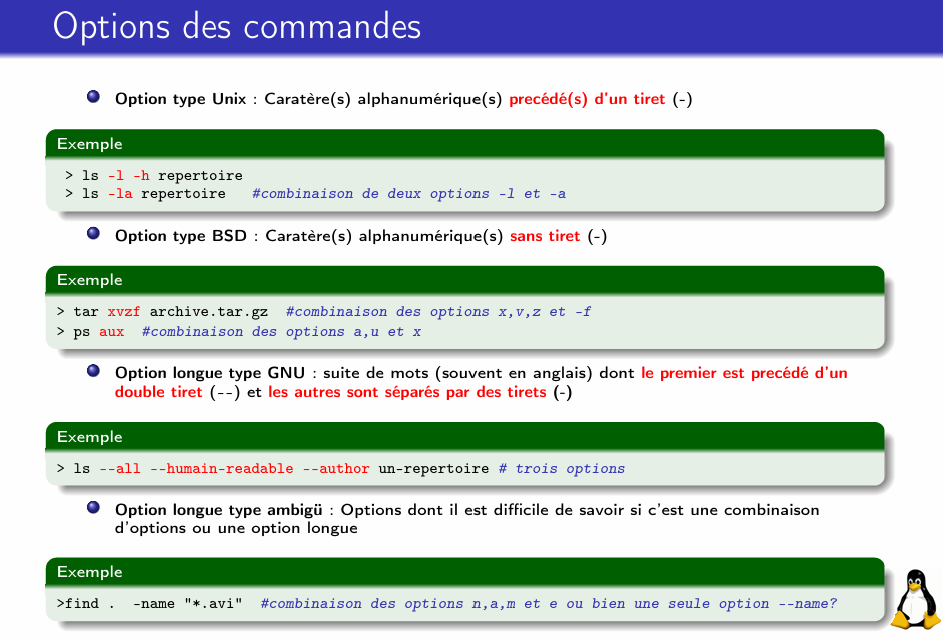 Options des commandes
Option type Unix : Caratère(s) alphanumérique(s) precédé(s) d'un tiret (-)
Exemple
> ls -l -h repertoire
> ls -la repertoire #combinaison de deux options -l et -a
Option type BSD : Caratère(s) alphanumérique(s) sans tiret (-)
Exemple
> tar xvzf archive.tar.gz #combinaison des options x,v,z et -f
> ps aux #combinaison des options a,u et x
Option longue type GNU : suite de mots (souvent en anglais) dont le premier est precédé d'un
double tiret (--) et les autres sont séparés par des tirets (-)
Exemple
> ls --all --humain-readable --author un-repertoire # trois options
Option longue type ambigü : Options dont il est difficile de savoir si c'est une combinaison
d'options ou une option longue
Exemple
>find . -name "*.avi" #combinaison des options n,a,m et e ou bien une seule option --name?